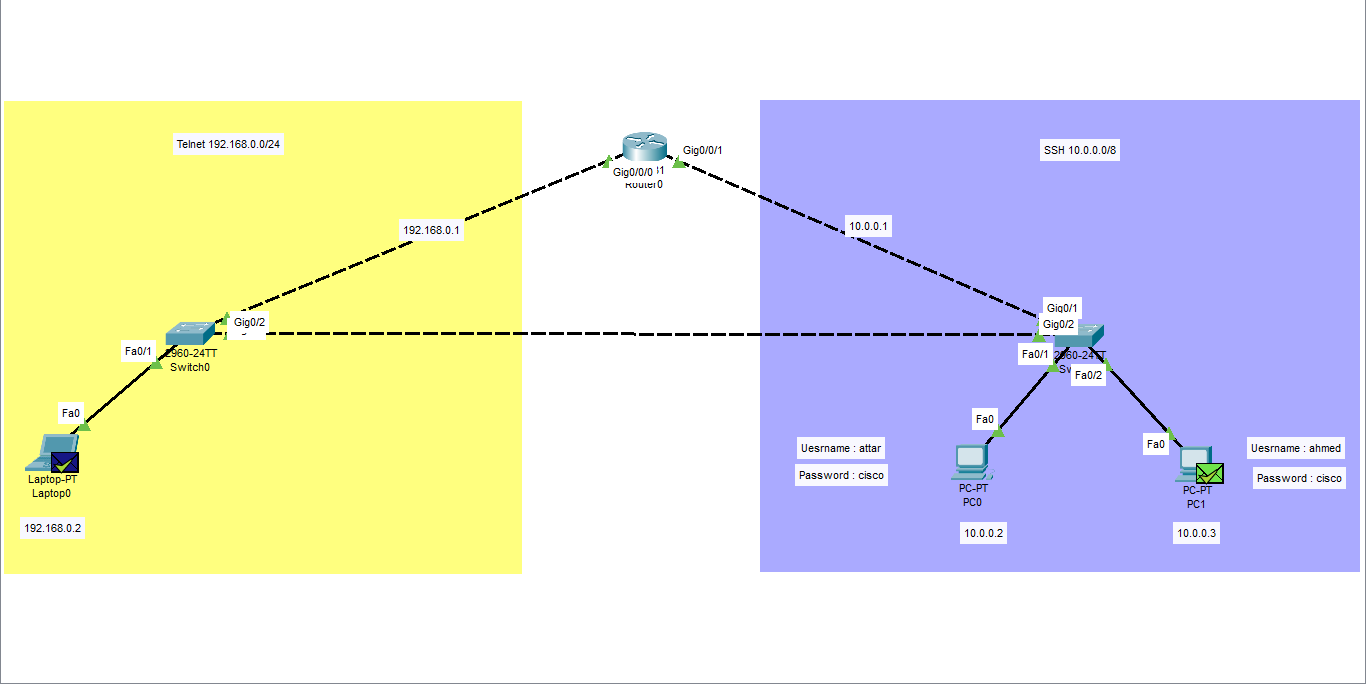 Telnet 192.168.0.0/24
SSH 10.0.0.0/8
Gig0/0/1
Gig0/0/0
Router0
192.168.0.1
10.0.0.1
Gig0/2
Fa0/1
2960-24TT
Switch0
Fa0
Laptop-PT
Laptop0
192.168.0.2
Gig0/1
Gig0/2
Fa0/1
2960-24TT
Fa0/2
Fa0
Fa0
Uesrname : attar
Password : cisco
PC-PT
PC0
10.0.0.2
Uesrname : ahmed
Password : cisco
PC-PT
PC1
10.0.0.3